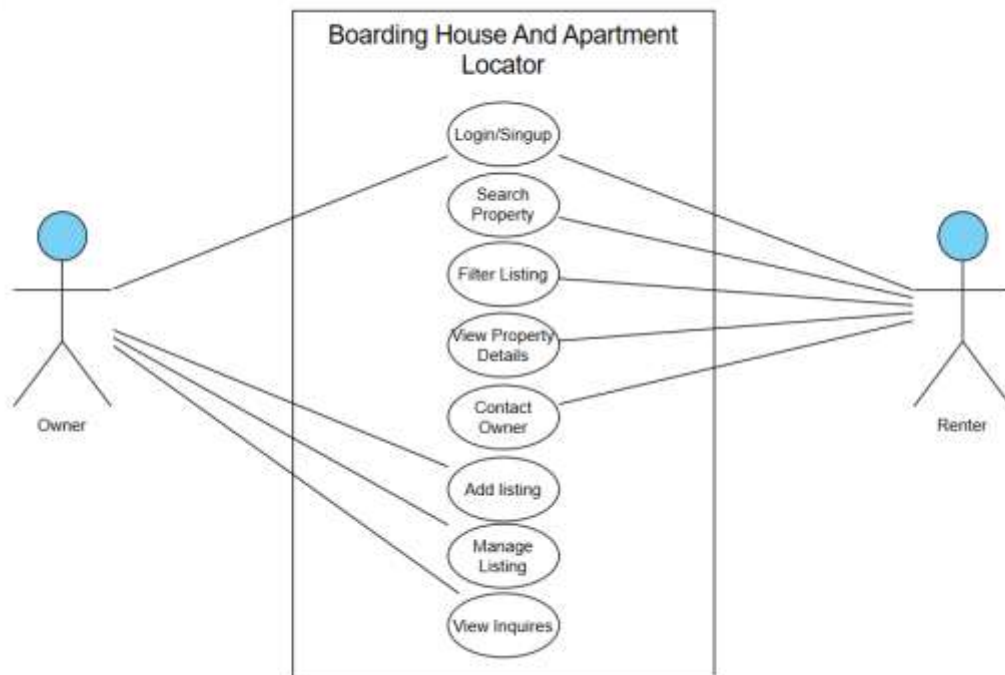 Boarding House And Apartment
Locator
Login/Singup
Search
Property
Filter Listing
View Property
Details
Contact
Owner
Owner
Renter
Add listing
Manage
Listing
View Inquires